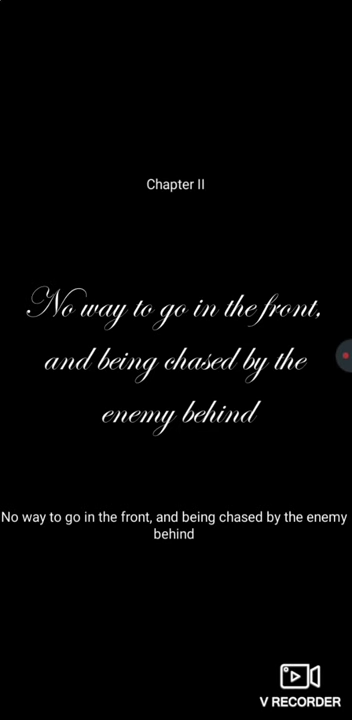 Chapter II
No way to go in the front,
and being chased by the
enemy behind
No way to go in the front, and being chased by the enemy
behind
V RECORDER